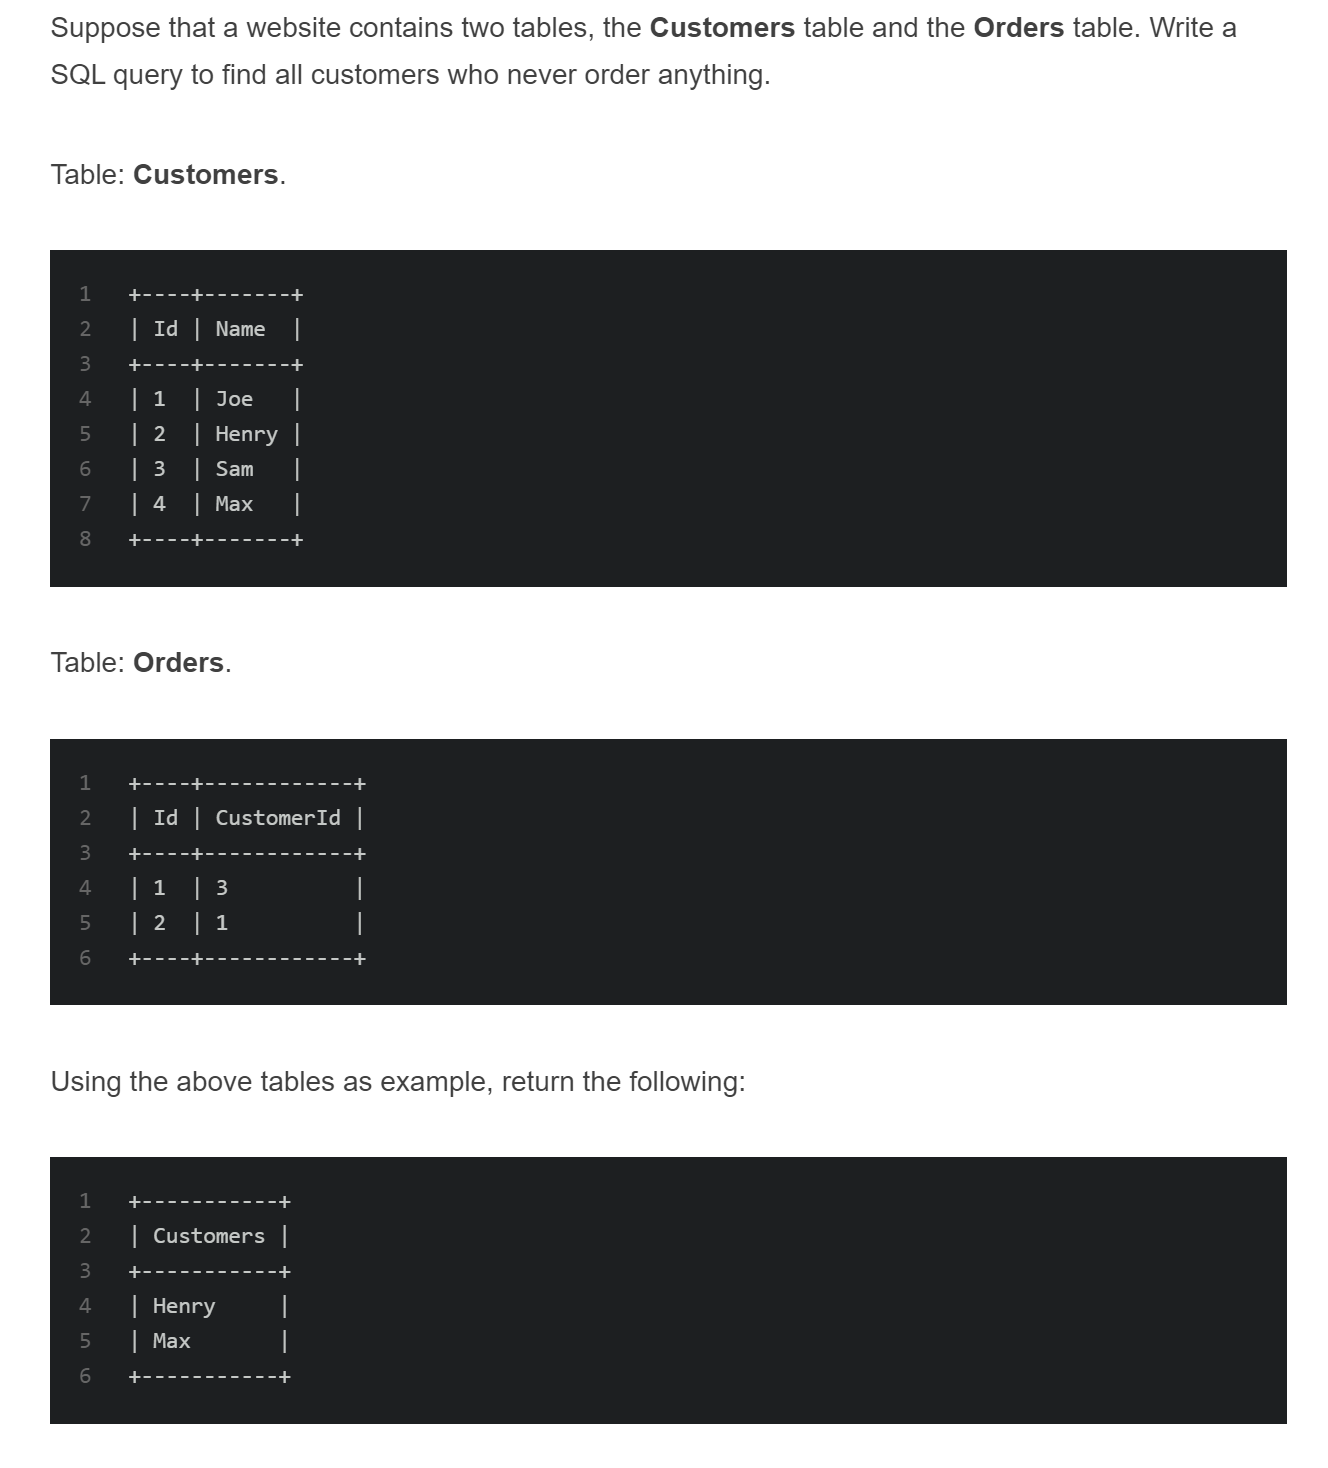 Suppose that a website contains two tables, the Customers table and the Orders table. Write a
SQL query to find all customers who never order anything.
Table: Customers.
1 +----+-------+
2 | Id | Name  |
3 +----+-------+
4 | 1  | Joe   |
5 | 2  | Henry |
6 | 3  | Sam   |
7 | 4  | Max   |
8 +----+-------+
Table: Orders.
1 +----+------------+
2 | Id | CustomerId |
3 +----+------------+
4 | 1  | 3          |
5 | 2  | 1          |
6 +----+------------+
Using the above tables as example, return the following:
1 +-----------+
2 | Customers |
3 +-----------+
4 | Henry     |
5 | Max       |
6 +-----------+